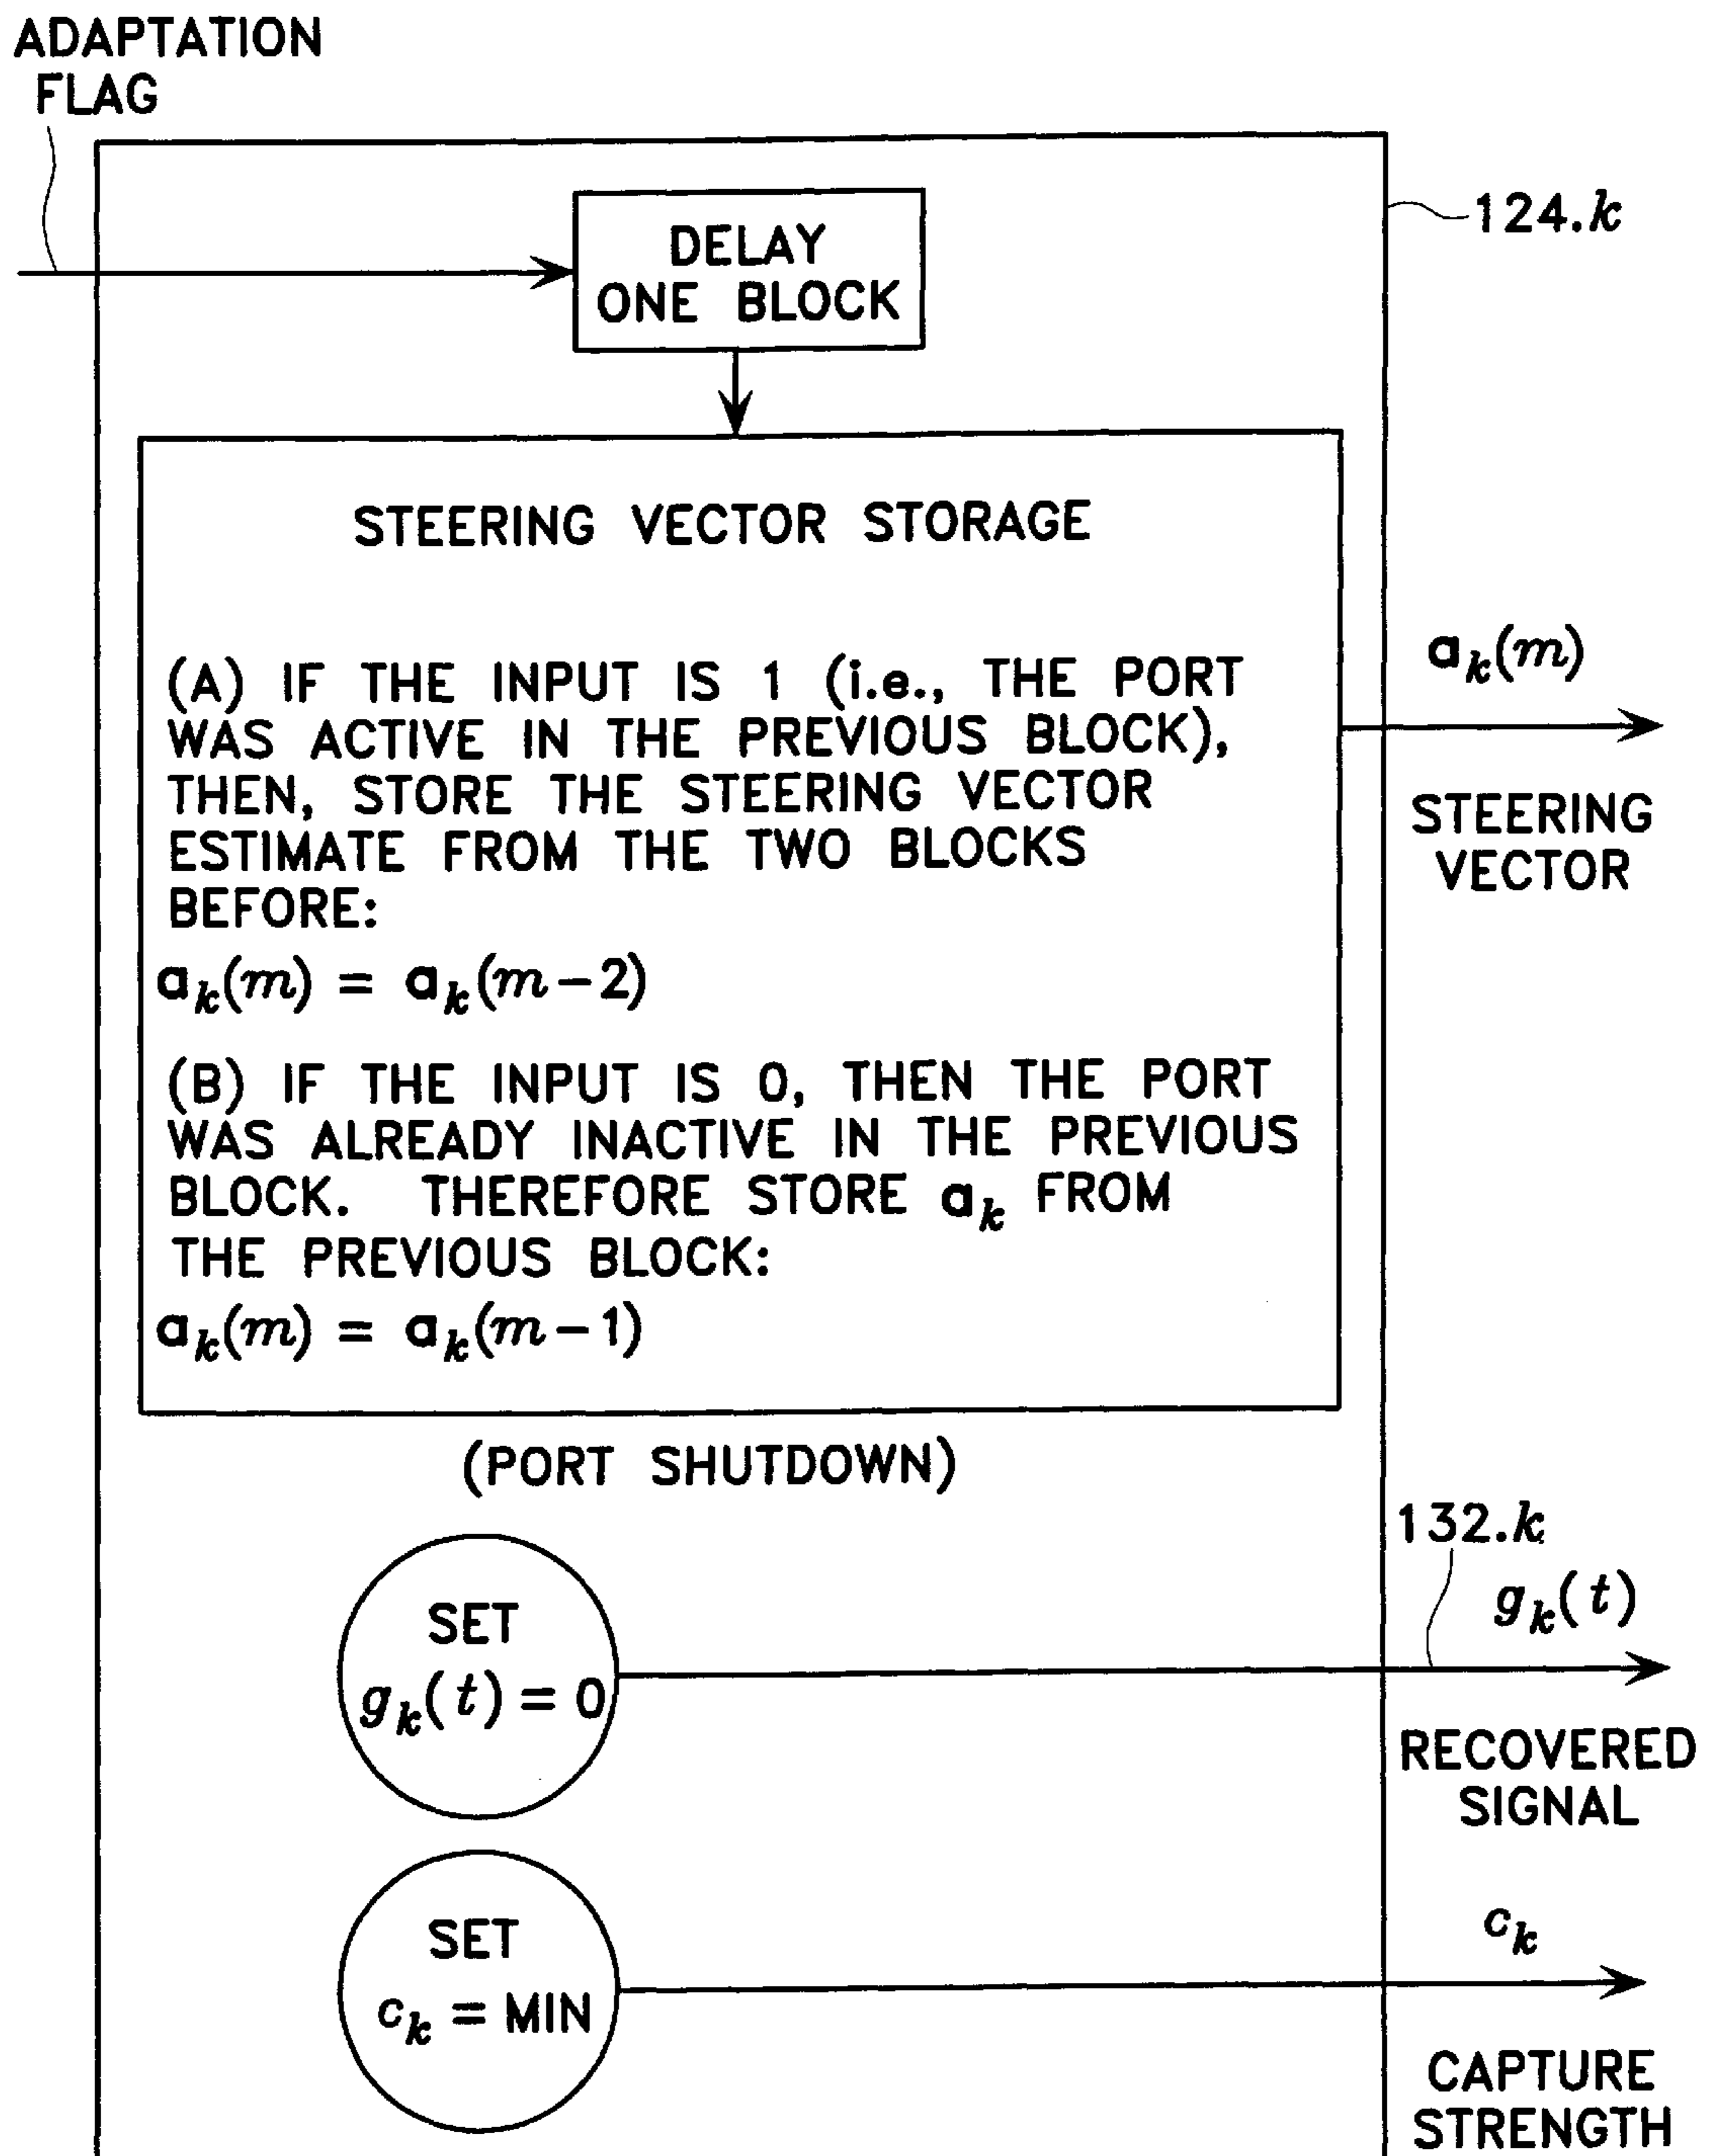 ADAPTATION
FLAG
124.k
DELAY
ONE BLOCK
STEERING VECTOR STORAGE
(A) IF THE INPUT IS 1 (i.e., THE PORT
WAS ACTIVE IN THE PREVIOUS BLOCK),
THEN, STORE THE STEERING VECTOR
ESTIMATE FROM THE TWO BLOCKS
BEFORE:
a_k(m) = a_k(m-2)
(B) IF THE INPUT IS 0, THEN THE PORT
WAS ALREADY INACTIVE IN THE PREVIOUS
BLOCK. THEREFORE STORE a_k FROM
THE PREVIOUS BLOCK:
a_k(m) = a_k(m-1)
a_k(m)
STEERING
VECTOR
(PORT SHUTDOWN)
SET
g_k(t) = 0
132.k
g_k(t)
RECOVERED
SIGNAL
SET
c_k = MIN
c_k
CAPTURE
STRENGTH